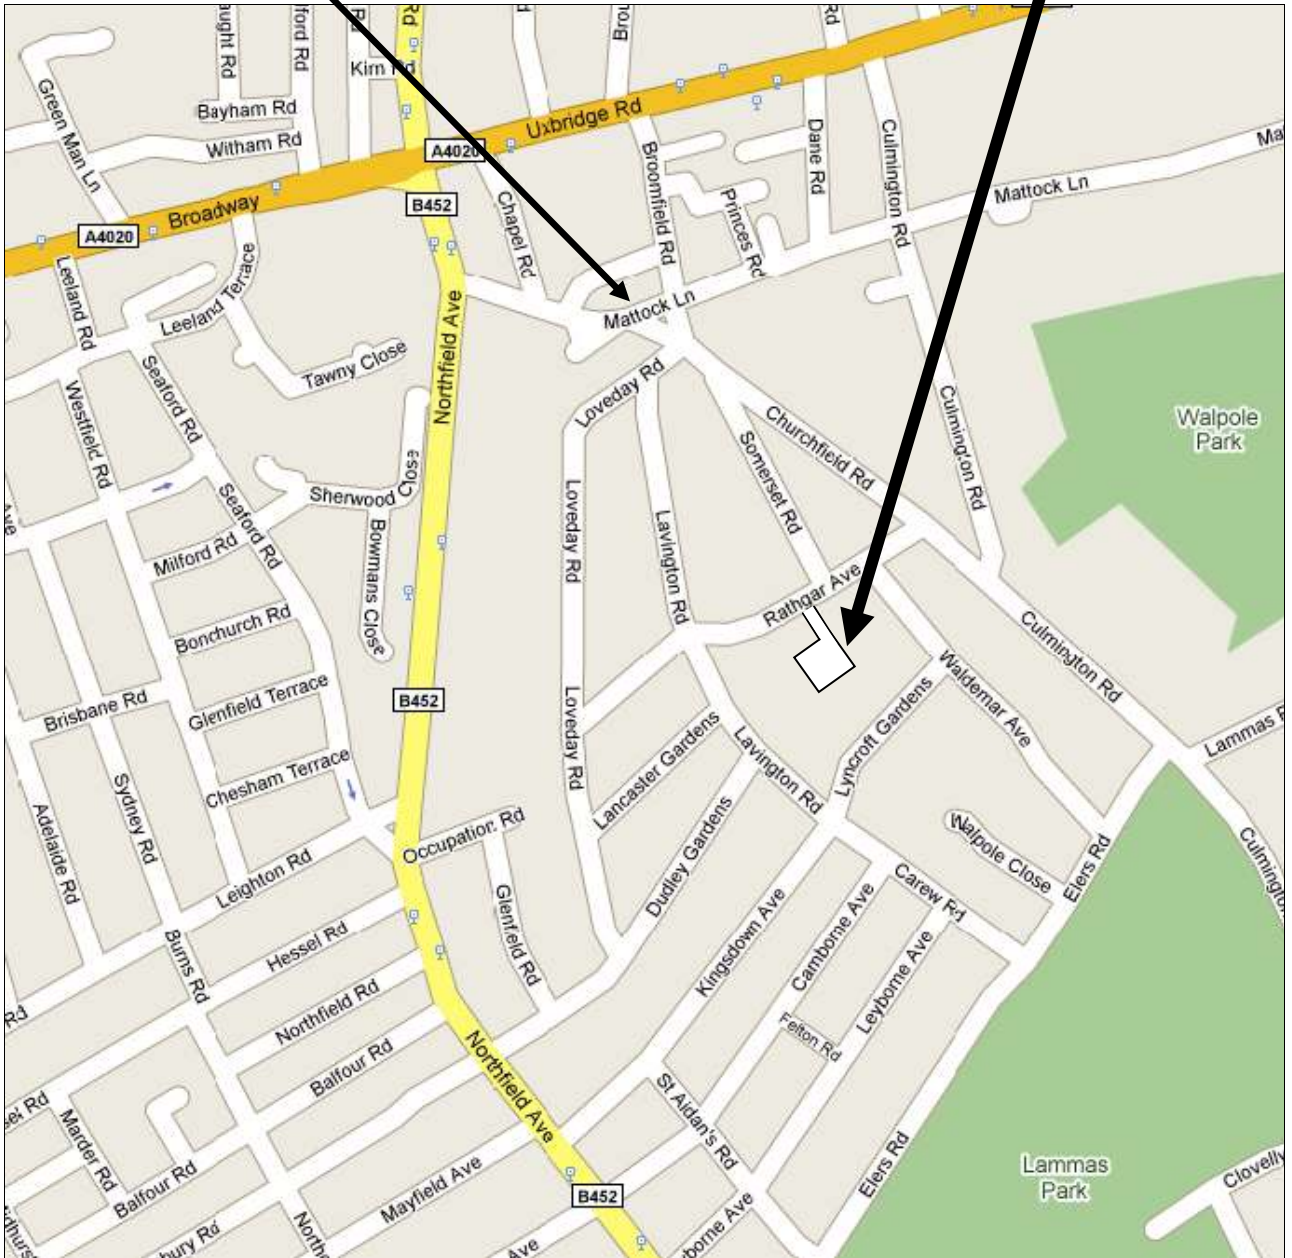 Rd
Kirn Rd
Green Man Ln
Bayham Rd
Witham Rd
Uxbridge Rd
A4020
Broadway
B452
A4020
Chapel Rd
Broomfield Rd
Princes Rd
Dane Rd
Culmington Rd
Mattock Ln
Leeland Rd
Leeland Terrace
Northfield Ave
Mattock Ln
Tawny Close
Seaford Rd
Westfield Rd
Loveday Rd
Churchfield Rd
Culmington Rd
Walpole
Park
Somerset Rd
Sherwood Close
Seaford Rd
Milford Rd
Bowmans Close
Loveday Rd
Lavington Rd
Rathgar Ave
Bonchurch Rd
Culmington Rd
Waldemar Ave
Glenfield Terrace
Brisbane Rd
B452
Loveday Rd
Lancaster Gardens
Lavington Rd
Lyncroft Gardens
Lammas
Chesham Terrace
Sydney Rd
Adelaide Rd
Occupation Rd
Dudley Gardens
Walpole Close
Elers Rd
Leighton Rd
Glenfield Rd
Carew Rd
Kingsdown Ave
Camborne Ave
Leyborne Ave
Burns Rd
Hessel Rd
Northfield Rd
Felton Rd
Balfour Rd
Northfield Ave
St Aidan's Rd
Marder Rd
Balfour Rd
Mayfield Ave
Elers Rd
Lammas
Park
Clovelly
B452
Ave